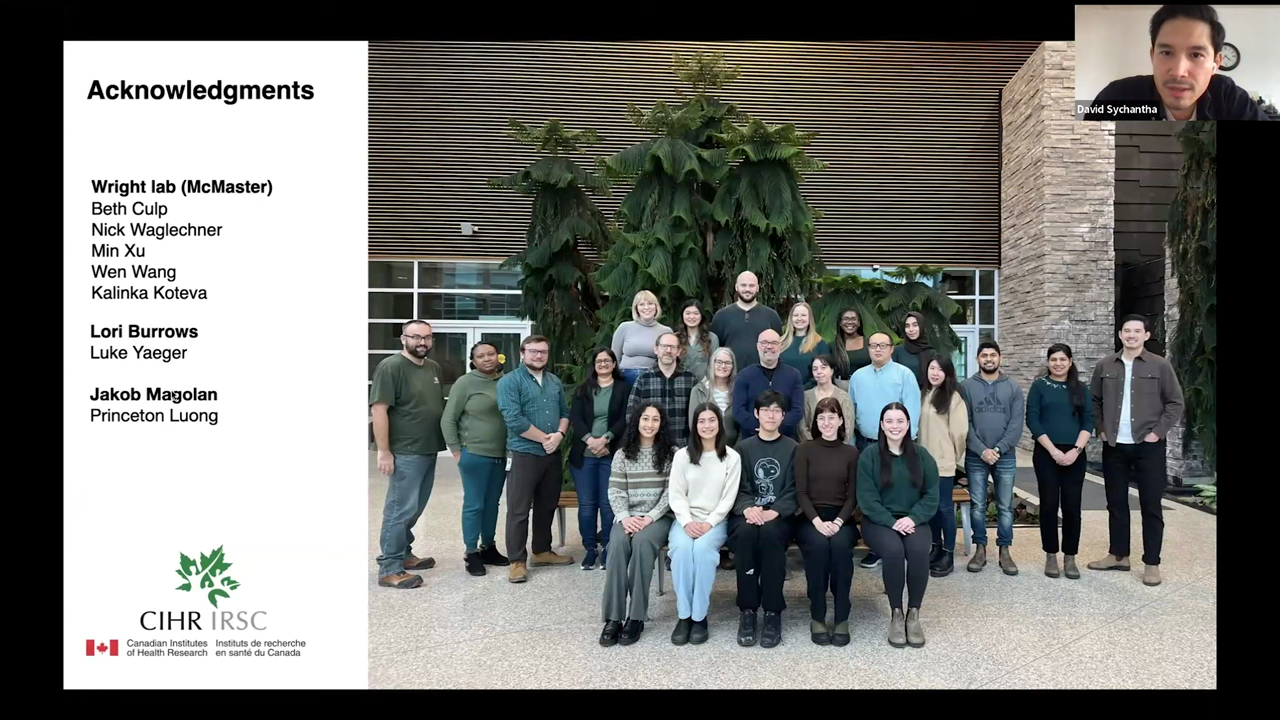 Acknowledgments
Wright lab (McMaster)
Beth Culp
Nick Waglechner
Min Xu
Wen Wang
Kalinka Koteva
Lori Burrows
Luke Yaeger
Jakob Magolan
Princeton Luong
CIHR IRSC
Canadian Institutes
of Health Research
Instituts de recherche
en santé du Canada
David Sychantha
adidas